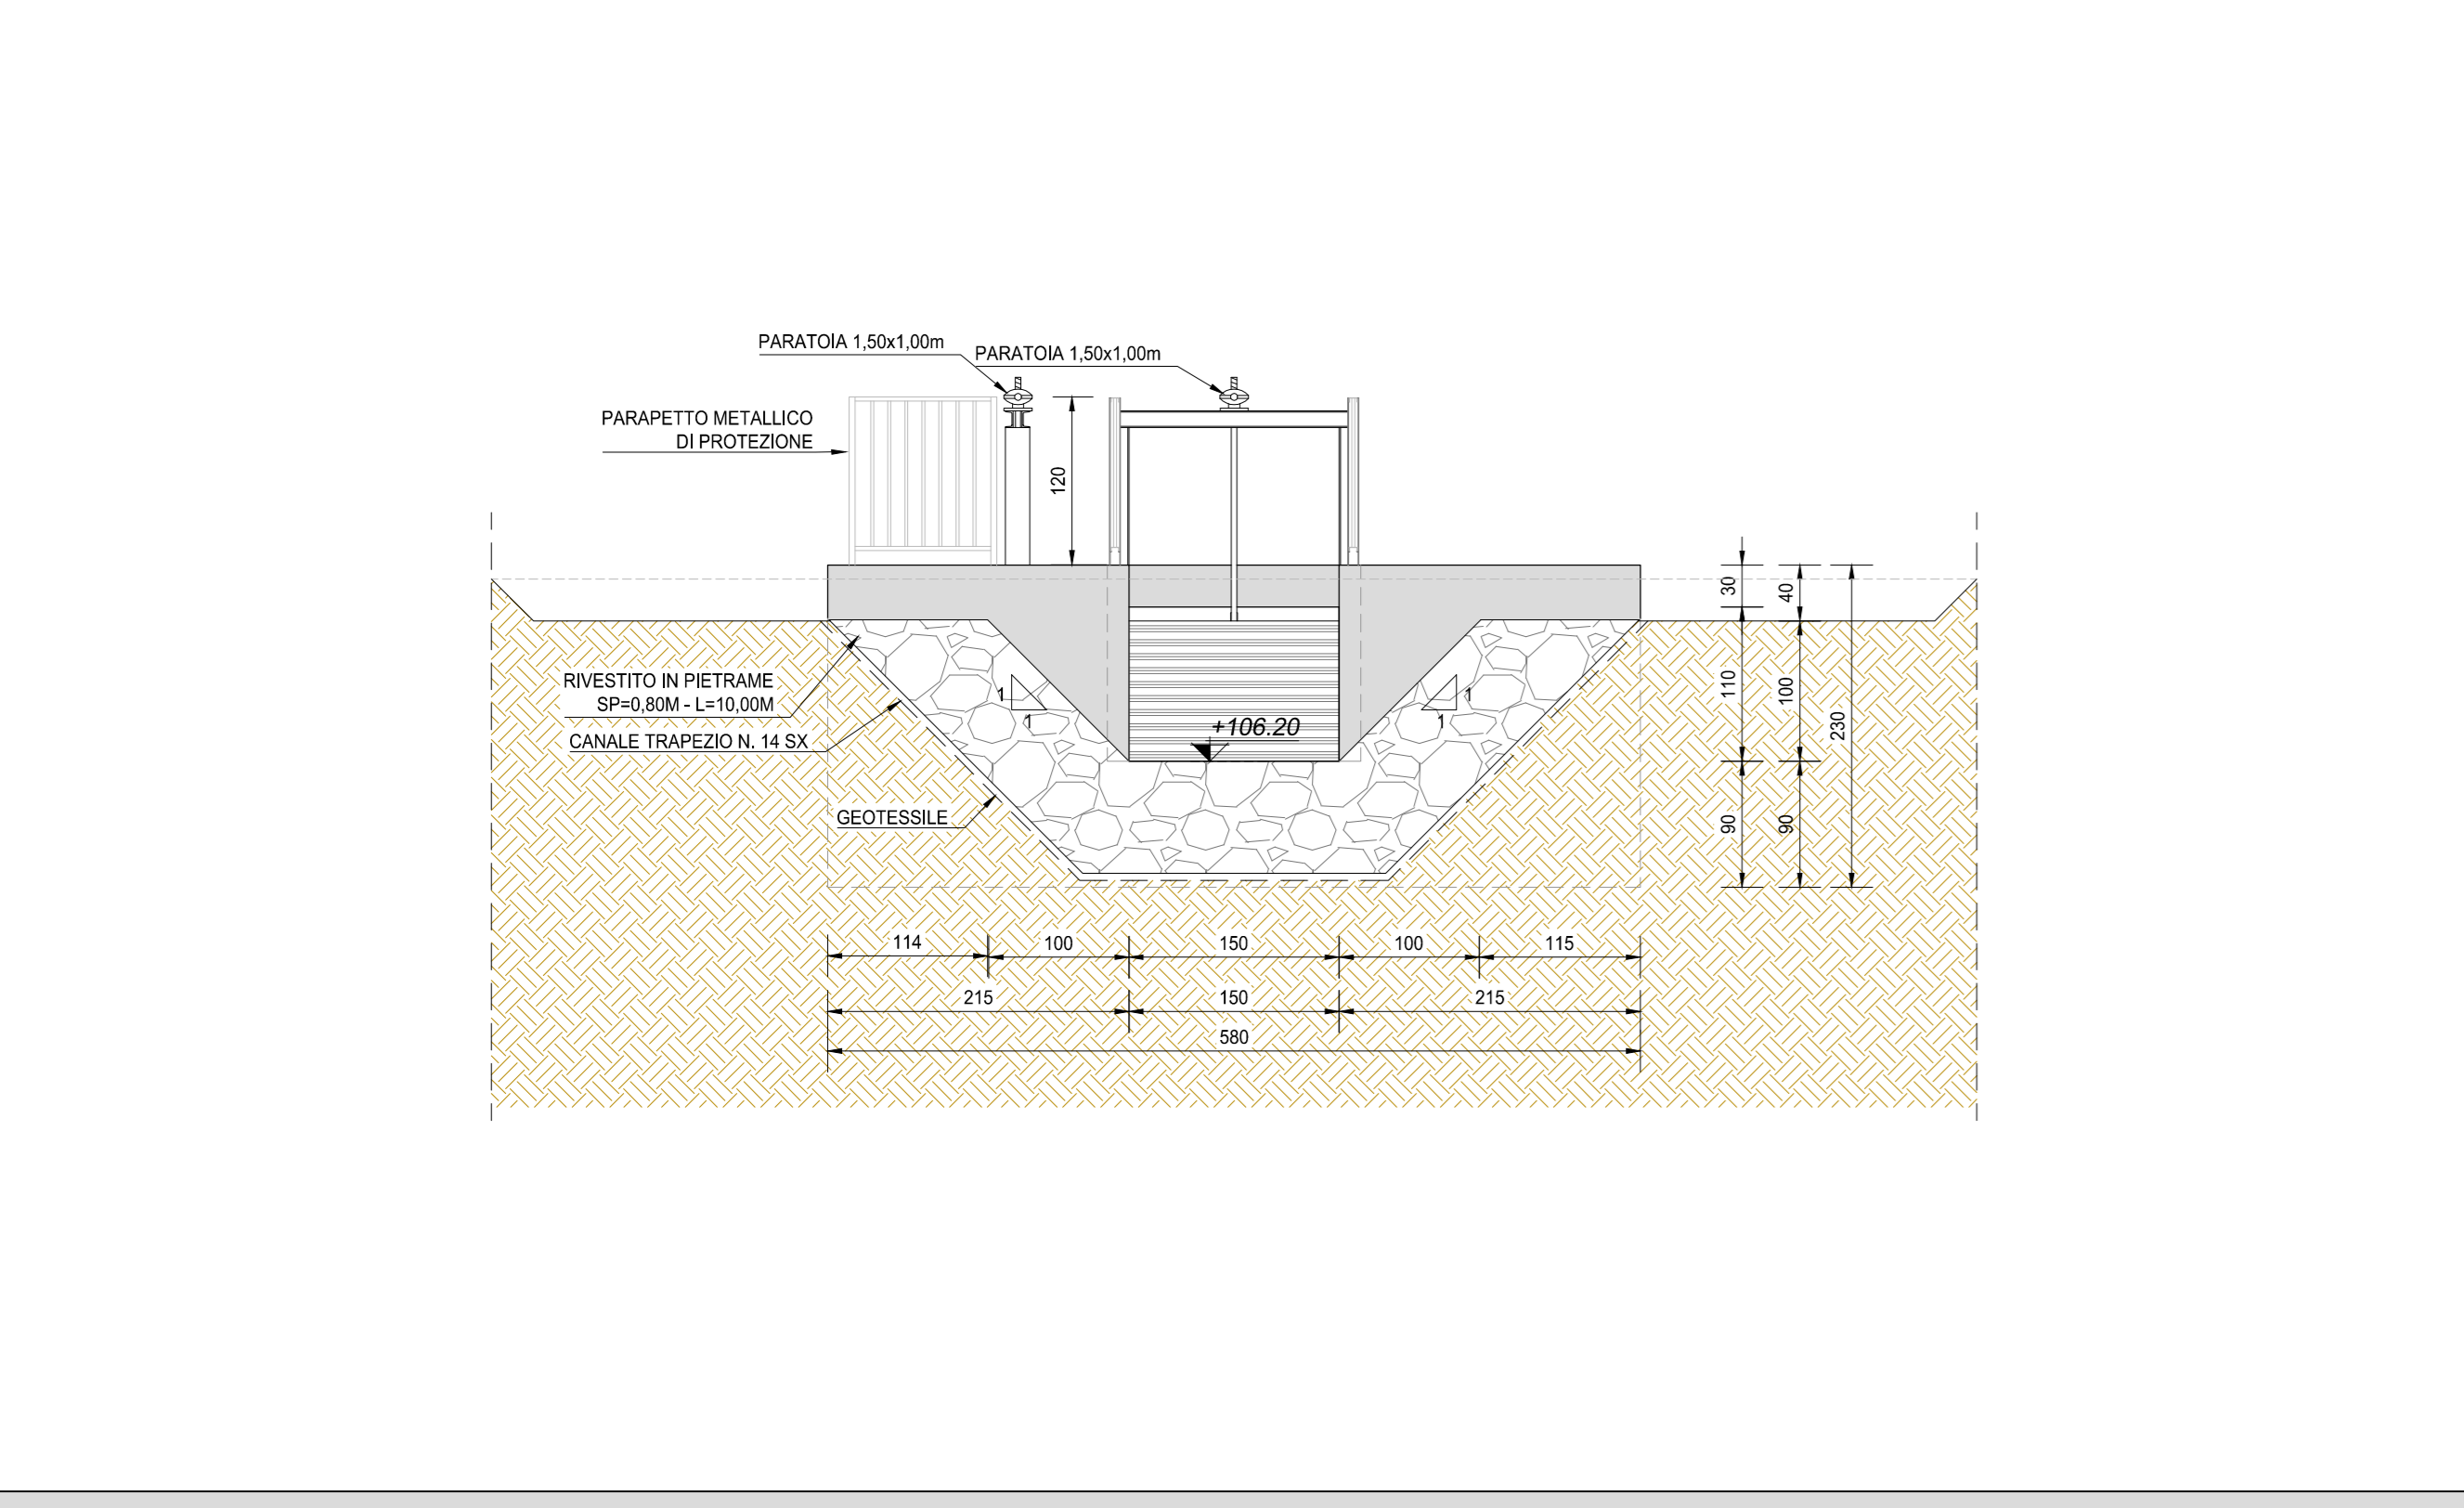 PARATOIA 1,50x1,00m
PARATOIA 1,50x1,00m
PARAPETTO METALLICO
DI PROTEZIONE
120
30
40
RIVESTITO IN PIETRAME
SP=0,80M - L=10,00M
1
1
1
1
110
100
230
+106.20
CANALE TRAPEZIO N. 14 SX
GEOTESSILE
90
90
114
100
150
100
115
215
150
215
580